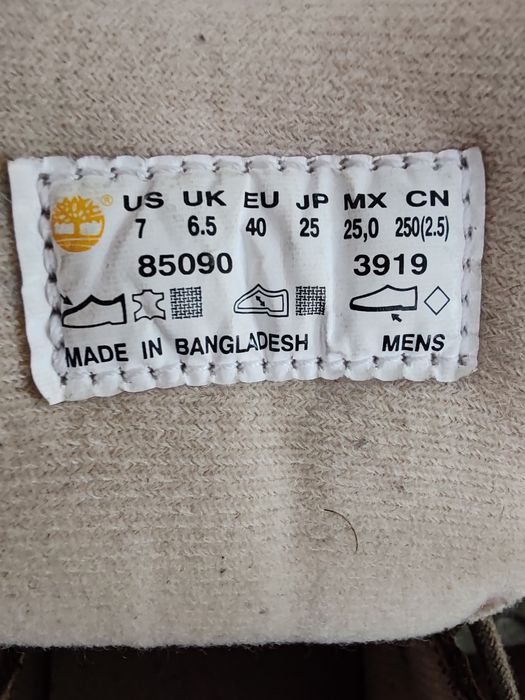 ® US UK EU JP MX CN
7 6.5 40 25 25,0 250(2.5)
85090 3919
MADE IN BANGLADESH MENS